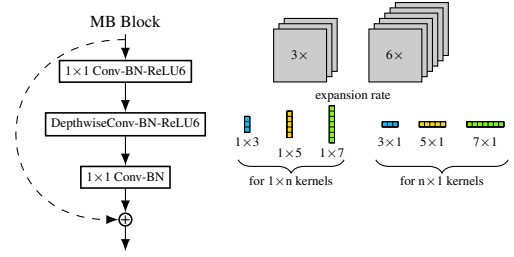 MB Block
1×1 Conv-BN-ReLU6
DepthwiseConv-BN-ReLU6
1×1 Conv-BN
3×
6×
expansion rate
1×3
1×5
1×7
3×1
5×1
7×1
for 1×n kernels
for n×1 kernels